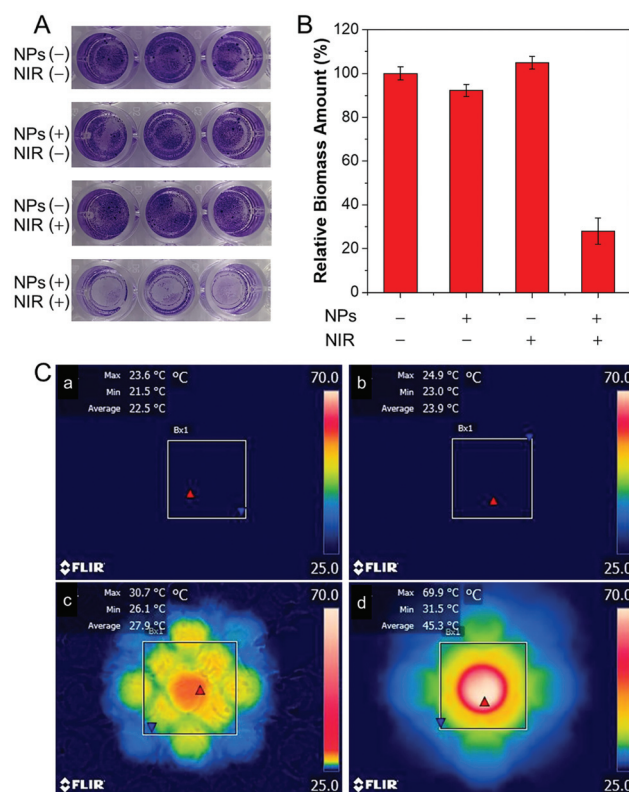 A
NPs (−)
NIR (−)
NPs (+)
NIR (−)
NPs (−)
NIR (+)
NPs (+)
NIR (+)
B
Relative Biomass Amount (%)
120
100
80
60
40
20
0
NPs − + − +
NIR − − + +
C
a
Max 23.6 °C °C
Min 21.5 °C
Average 22.5 °C
70.0
Bx1
FLIR
25.0
b
Max 24.9 °C °C
Min 23.0 °C
Average 23.9 °C
70.0
Bx1
FLIR
25.0
c
Max 30.7 °C °C
Min 26.1 °C
Average 27.9 °C
70.0
Bx1
FLIR
25.0
d
Max 69.9 °C °C
Min 31.5 °C
Average 45.3 °C
70.0
Bx1
FLIR
25.0